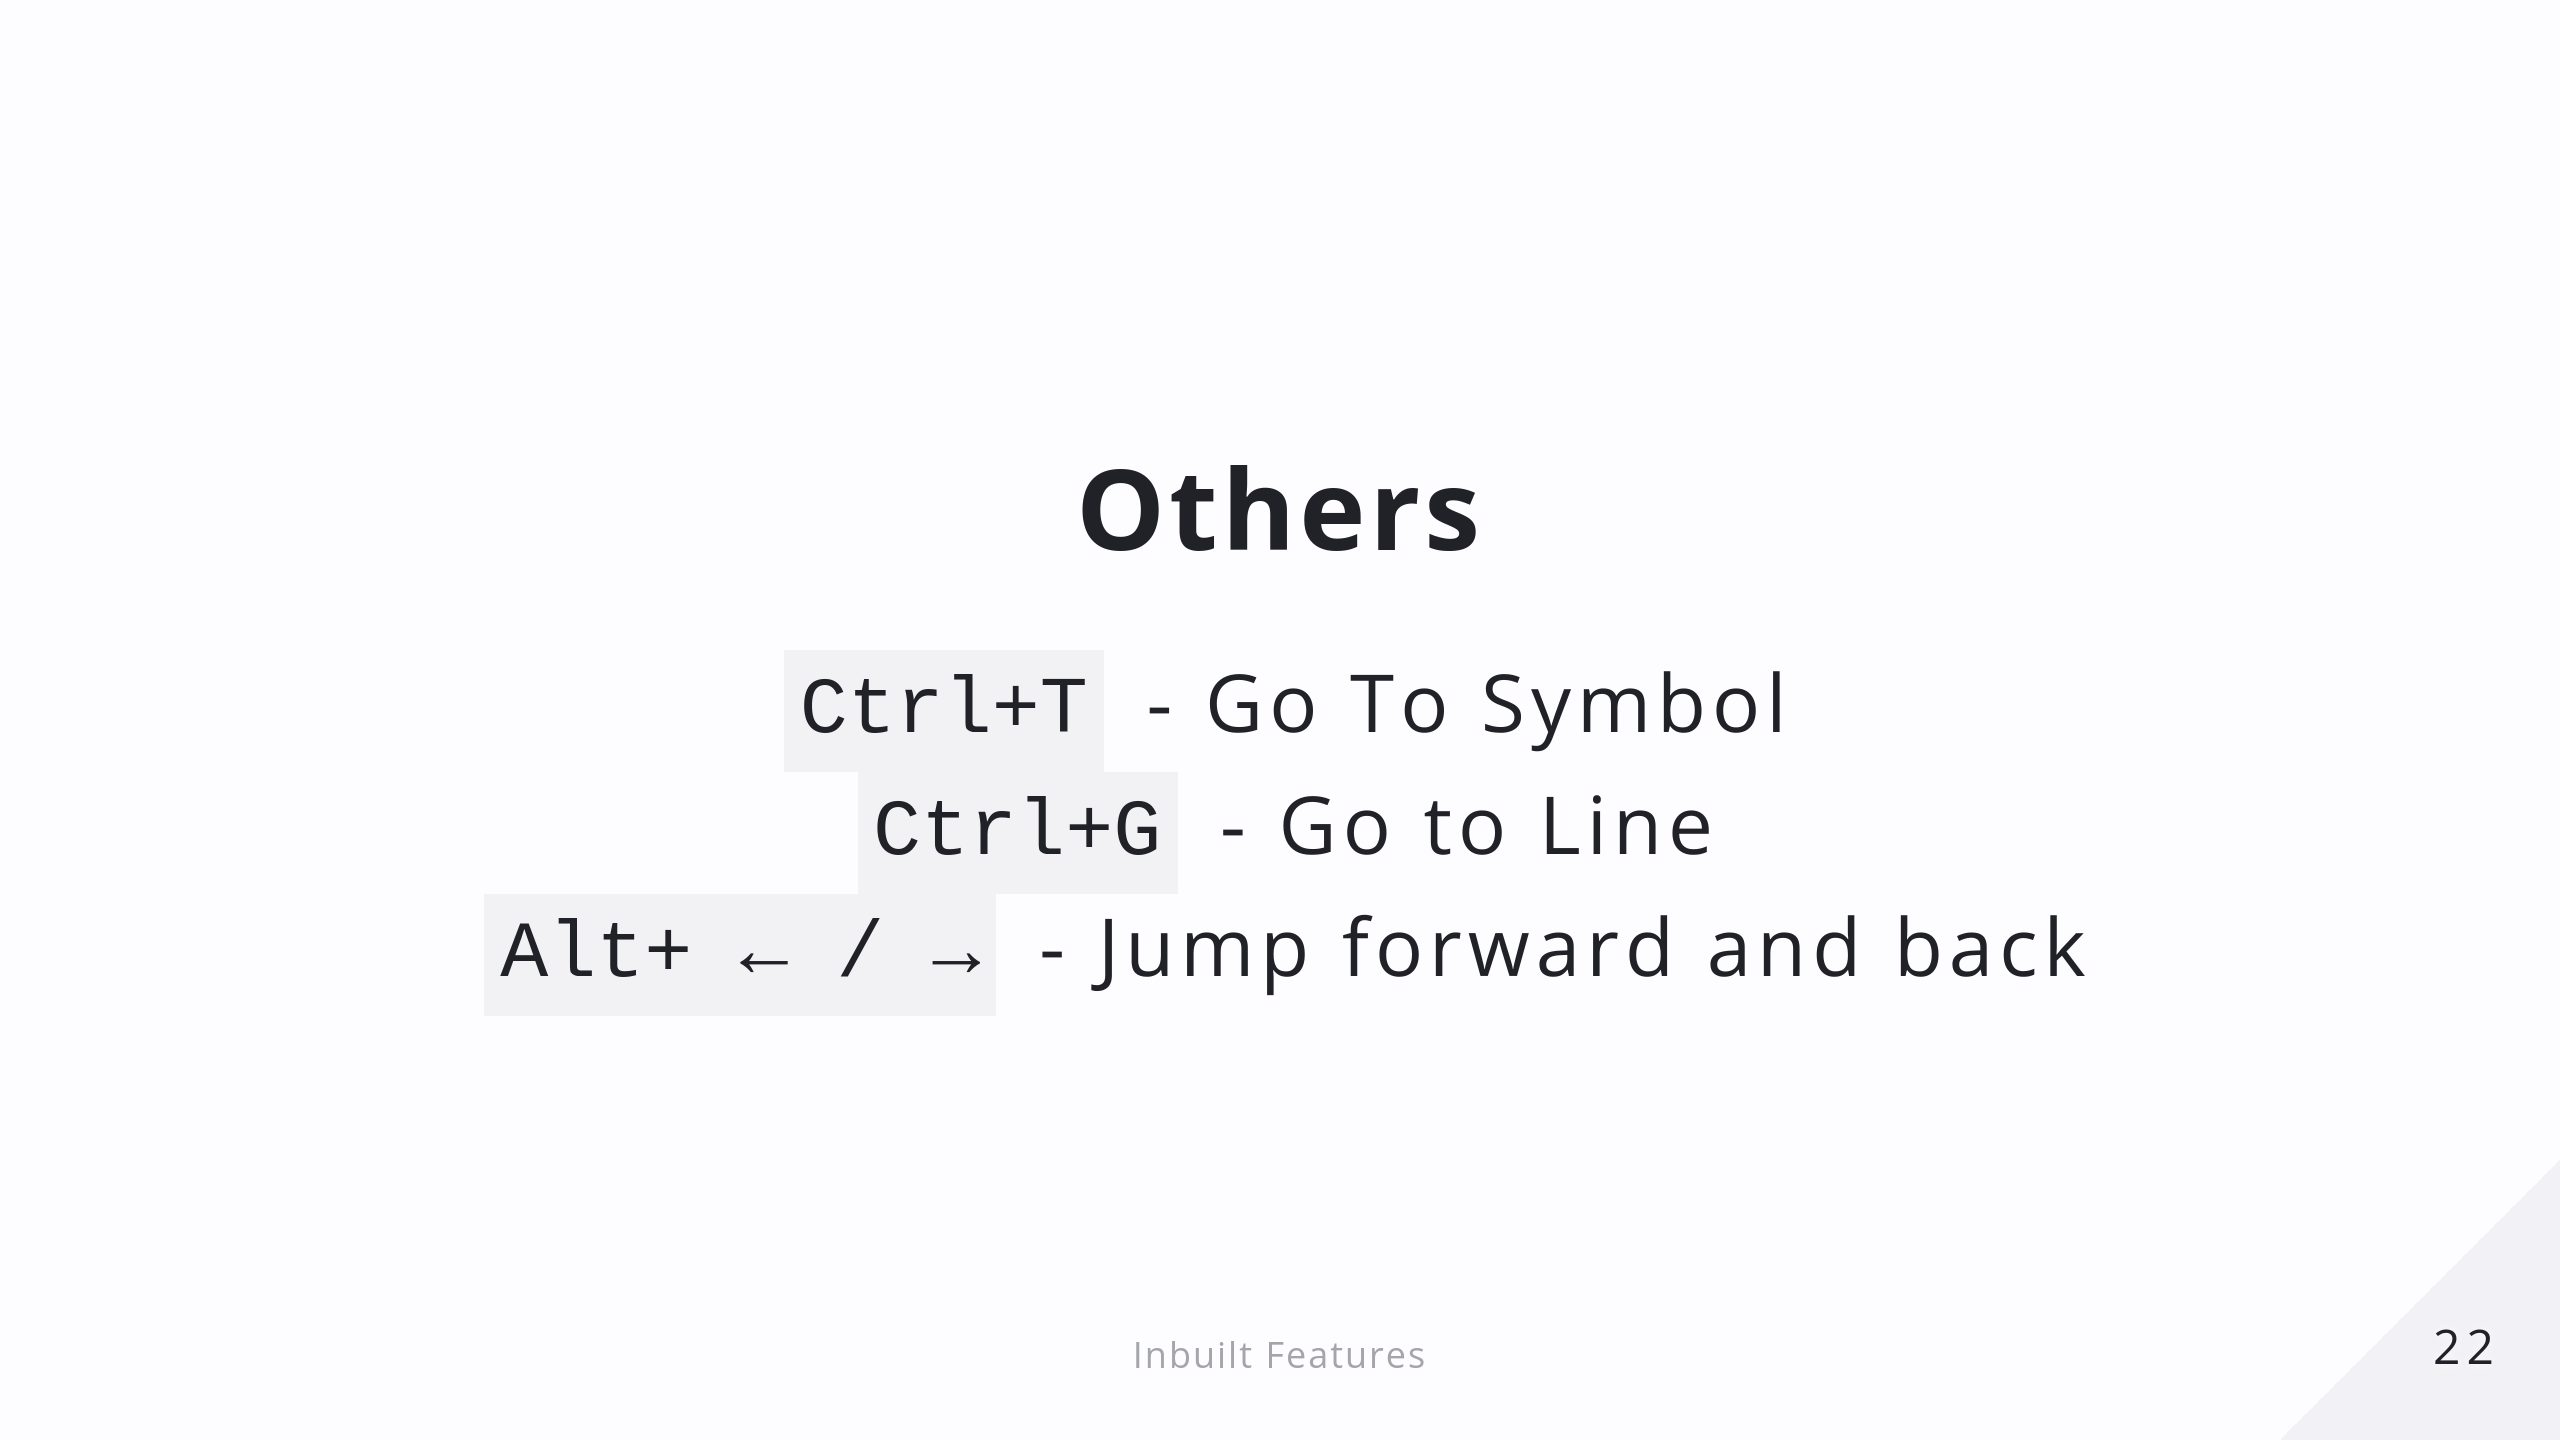 Others
Ctrl+T - Go To Symbol
Ctrl+G - Go to Line
Alt+ ← / → - Jump forward and back
Inbuilt Features
22